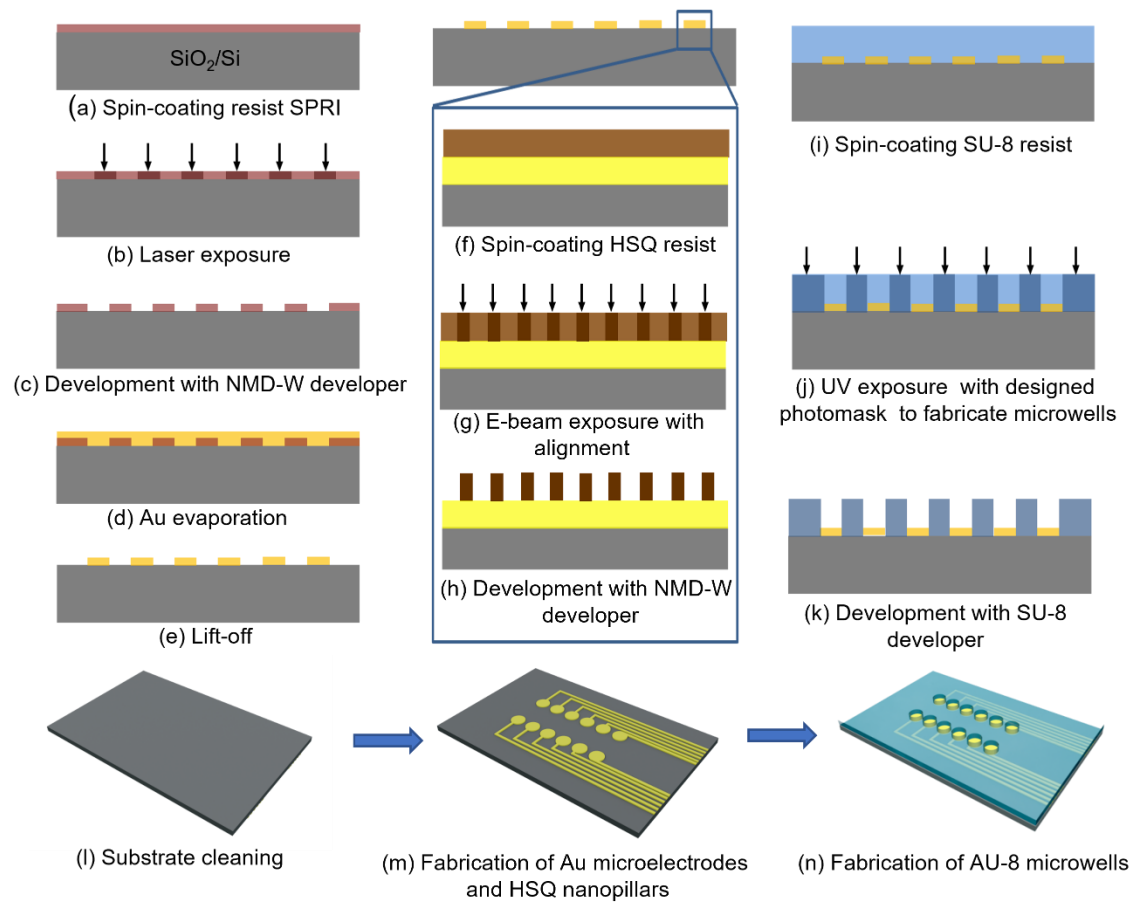 SiO₂/Si
(a) Spin-coating resist SPRI
(b) Laser exposure
(c) Development with NMD-W developer
(d) Au evaporation
(e) Lift-off
(f) Spin-coating HSQ resist
(g) E-beam exposure with
alignment
(h) Development with NMD-W
developer
(i) Spin-coating SU-8 resist
(j) UV exposure with designed
photomask to fabricate microwells
(k) Development with SU-8
developer
(l) Substrate cleaning
(m) Fabrication of Au microelectrodes
and HSQ nanopillars
(n) Fabrication of AU-8 microwells